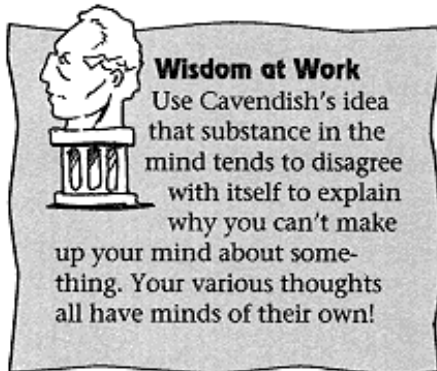 Wisdom at Work
Use Cavendish's idea
that substance in the
mind tends to disagree
with itself to explain
why you can't make
up your mind about some-
thing. Your various thoughts
all have minds of their own!